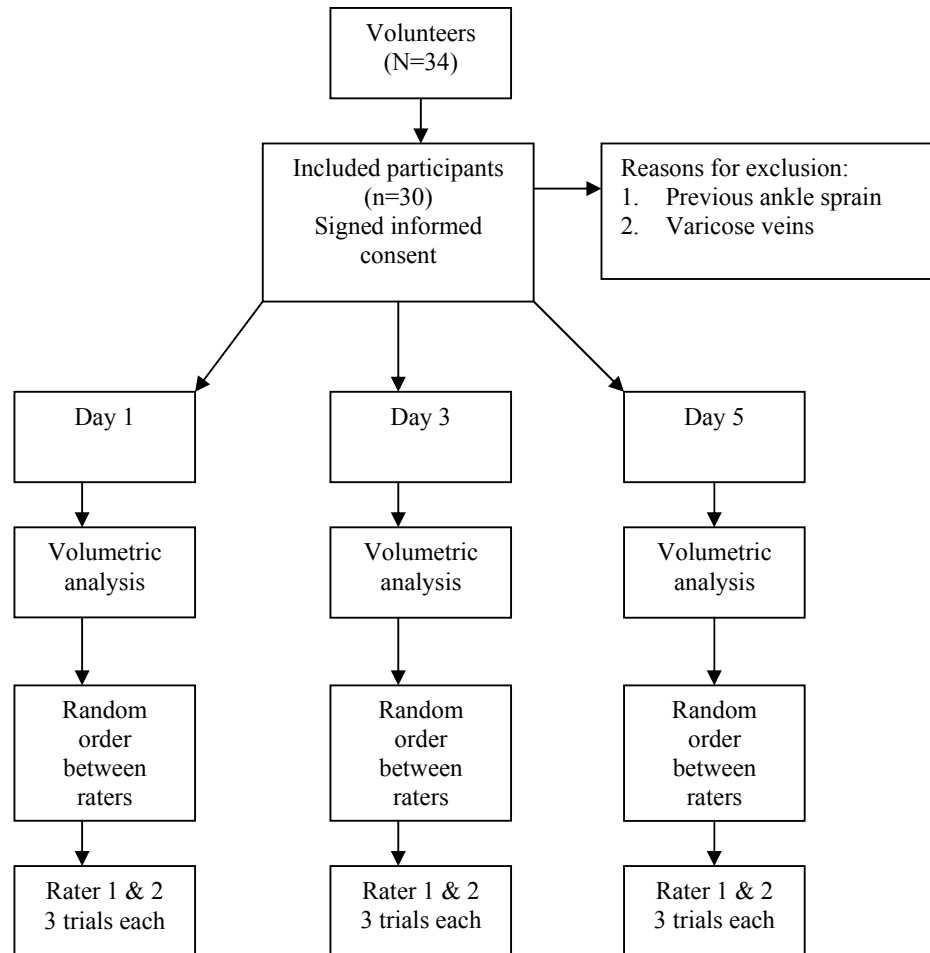 Volunteers
(N=34)
Included participants
(n=30)
Signed informed
consent
Reasons for exclusion:
1. Previous ankle sprain
2. Varicose veins
Day 1
Day 3
Day 5
Volumetric
analysis
Volumetric
analysis
Volumetric
analysis
Random
order
between
raters
Random
order
between
raters
Random
order
between
raters
Rater 1 & 2
3 trials each
Rater 1 & 2
3 trials each
Rater 1 & 2
3 trials each